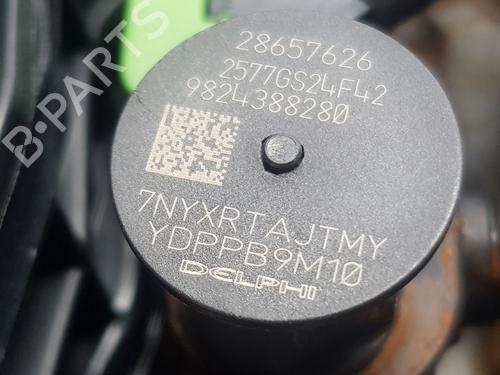 28657626
2577GS24F42
9824388280
7NYXRTAJTMY
YDPPB9M10
DELPHI
B-PARTS